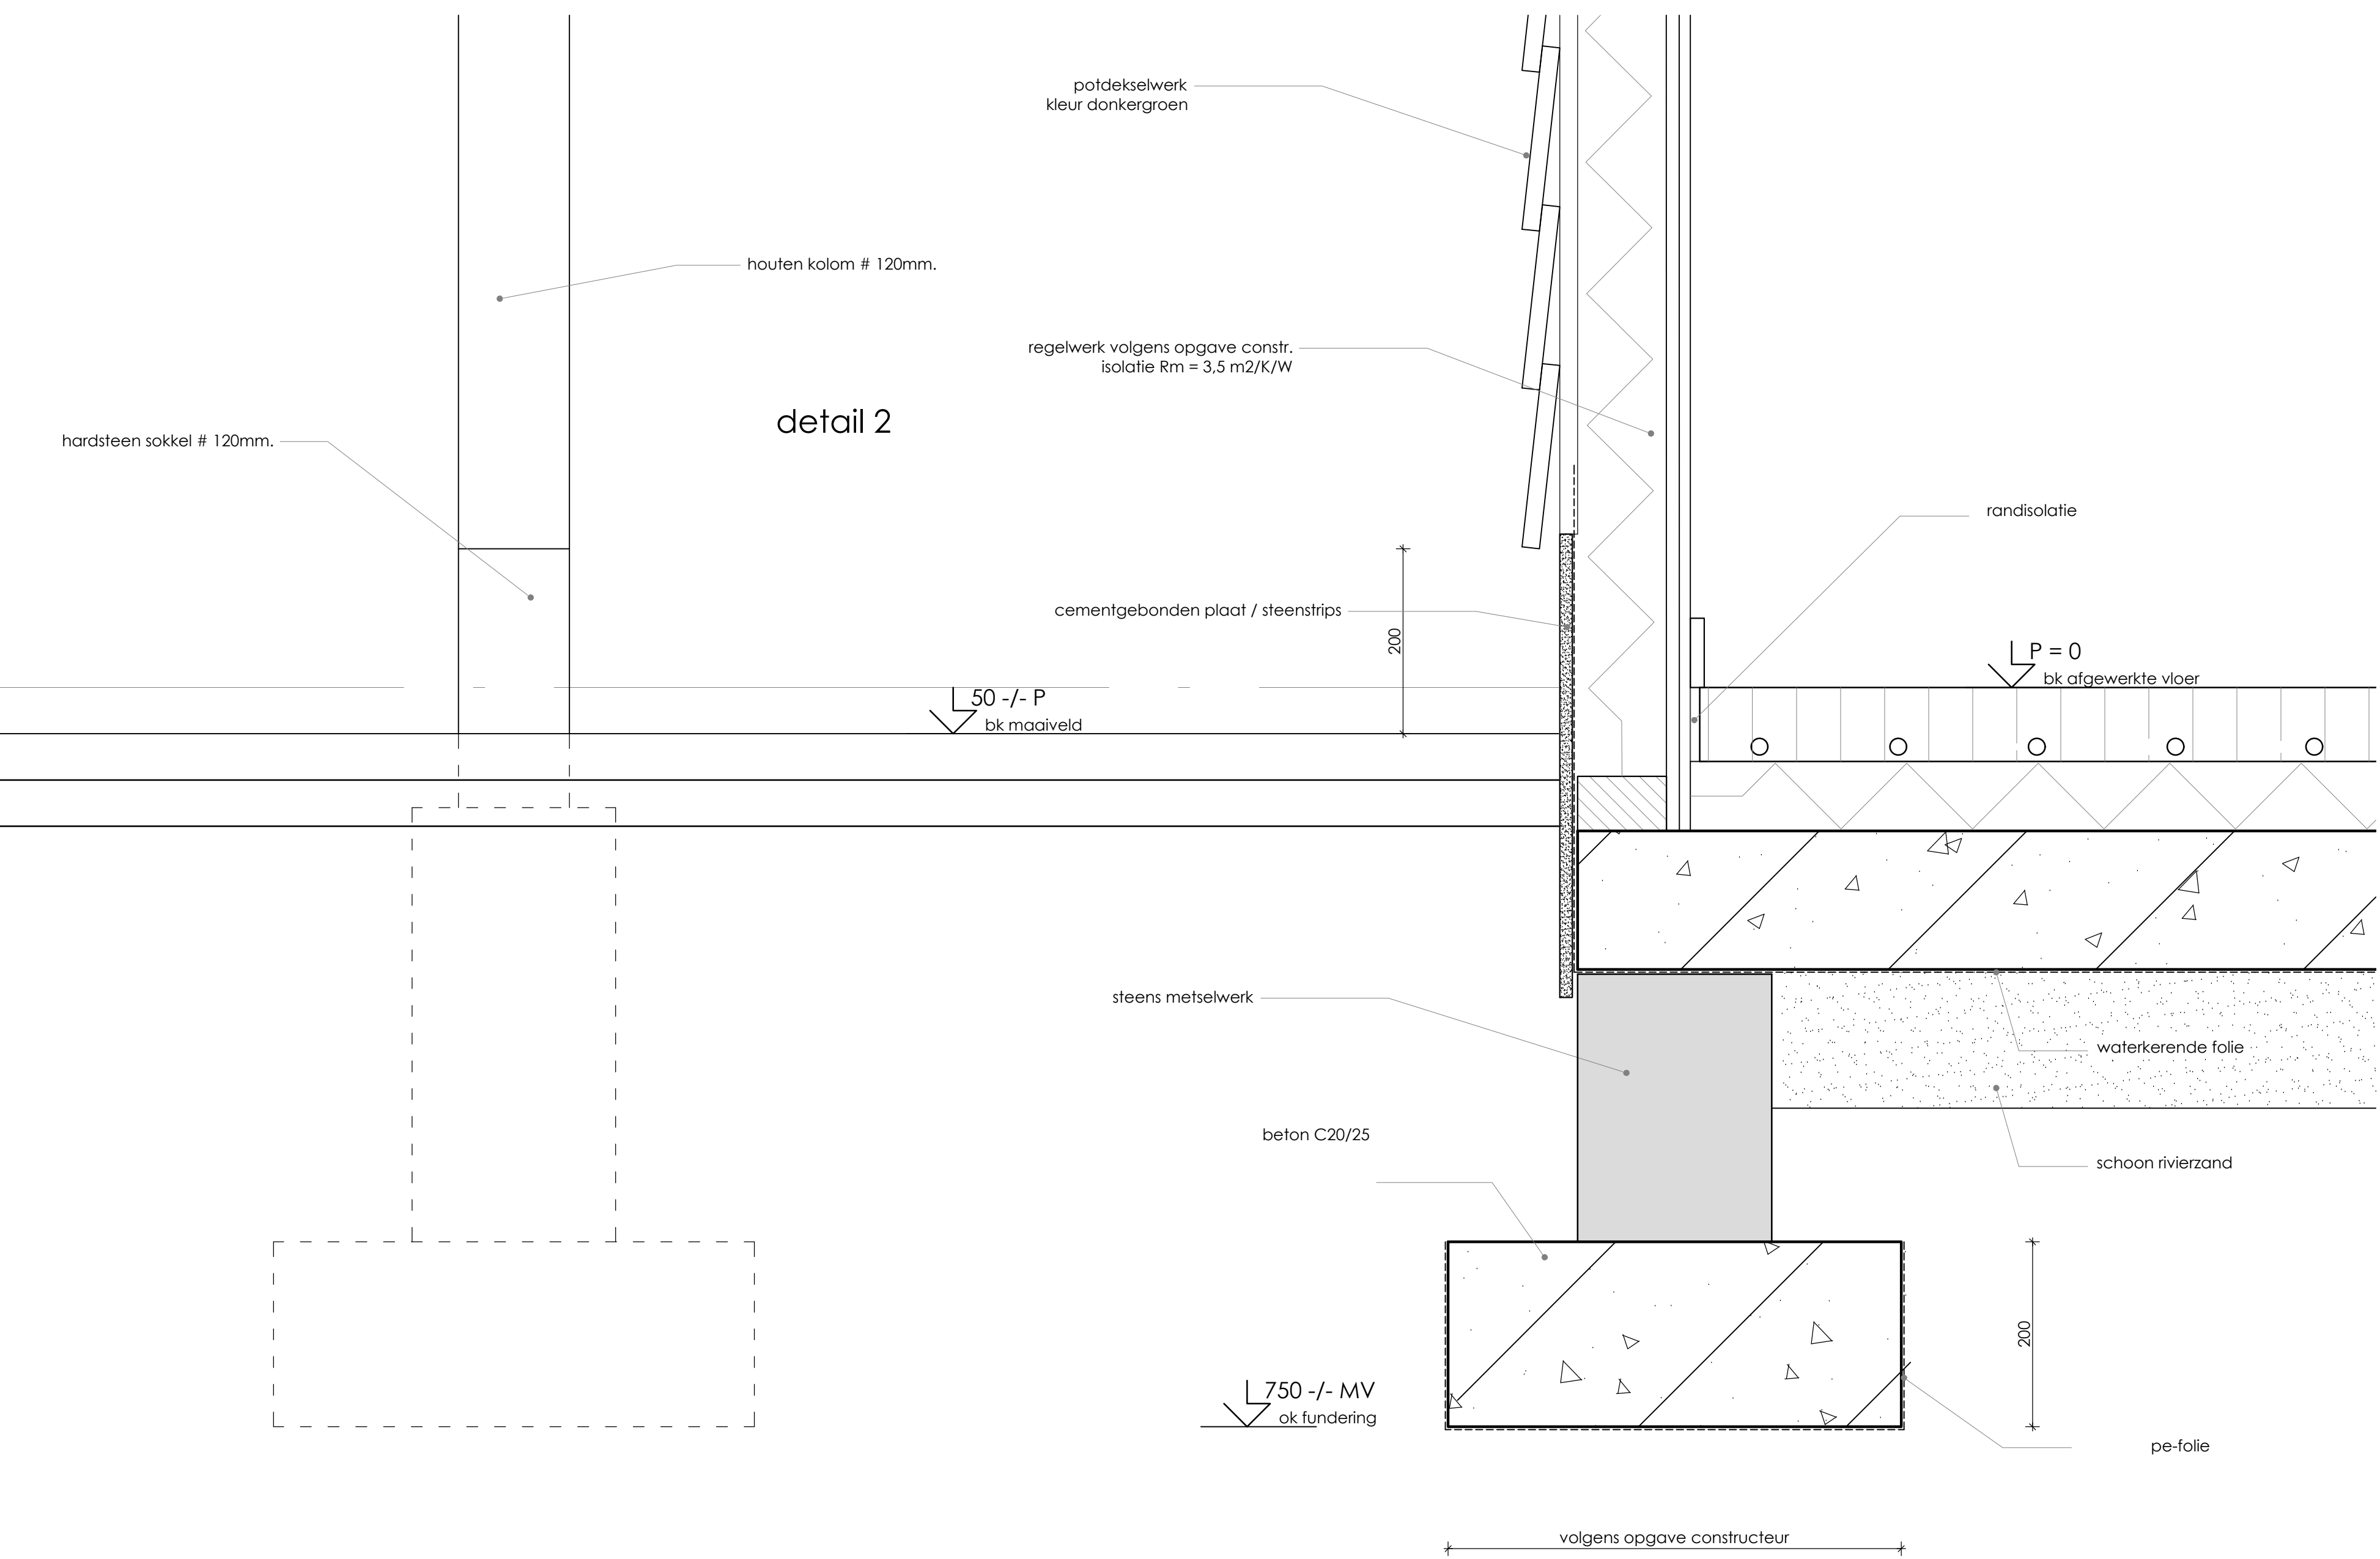 potdekselwerk
kleur donkergroen
houten kolom # 120mm.
regelwerk volgens opgave constr.
isolatie Rm = 3,5 m2/K/W
detail 2
hardsteen sokkel # 120mm.
randisolatie
cementgebonden plaat / steenstrips
200
P = 0
bk afgewerkte vloer
50 -/- P
bk maaiveld
steens metselwerk
waterkerende folie
beton C20/25
schoon rivierzand
200
750 -/- MV
ok fundering
pe-folie
volgens opgave constructeur